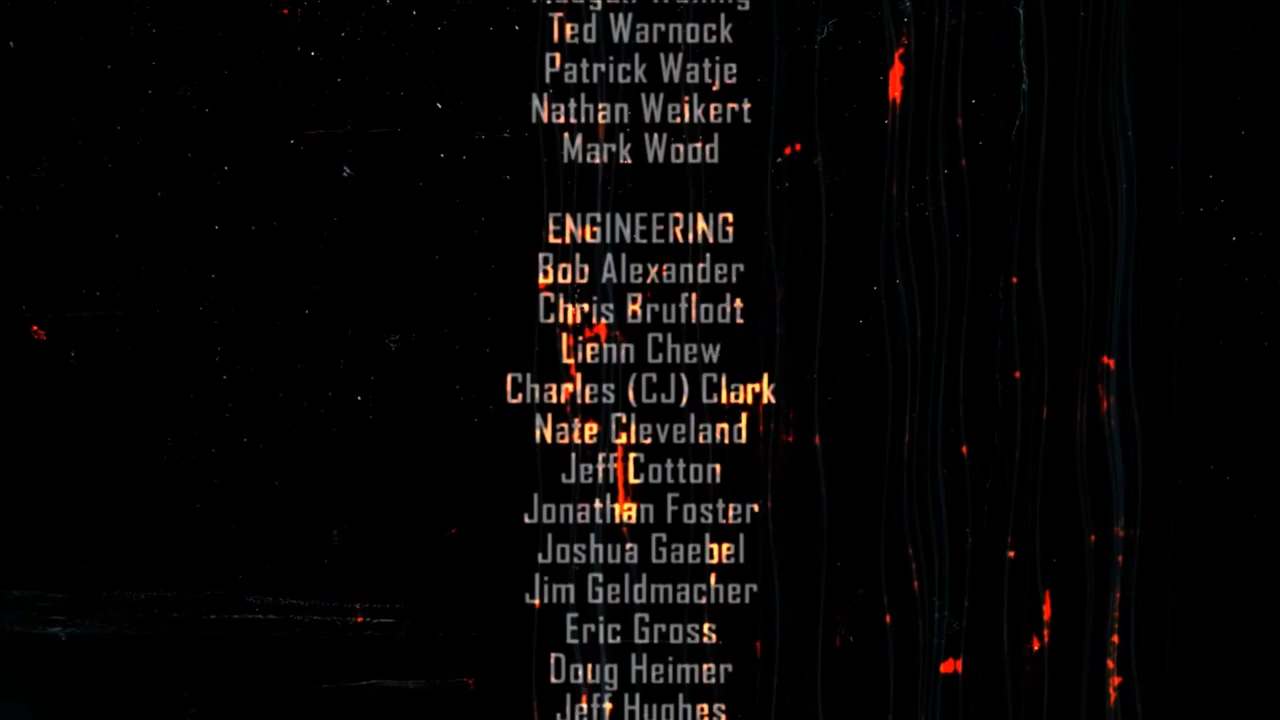 Ted Warnock
Patrick Watje
Nathan Weikert
Mark Wood
ENGINEERING
Bob Alexander
Chris Bruflodt
Lienn Chew
Charles (CJ) Clark
Nate Cleveland
Jeff Cotton
Jonathan Foster
Joshua Gaebel
Jim Geldmacher
Eric Gross
Doug Heimer
Jeff Hughes